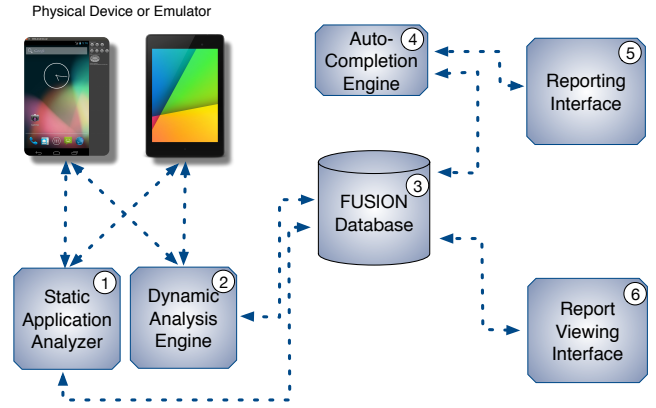 Physical Device or Emulator
Auto-
Completion
Engine
4
Reporting
Interface
5
FUSION
Database
3
Static
Application
Analyzer
1
Dynamic
Analysis
Engine
2
Report
Viewing
Interface
6